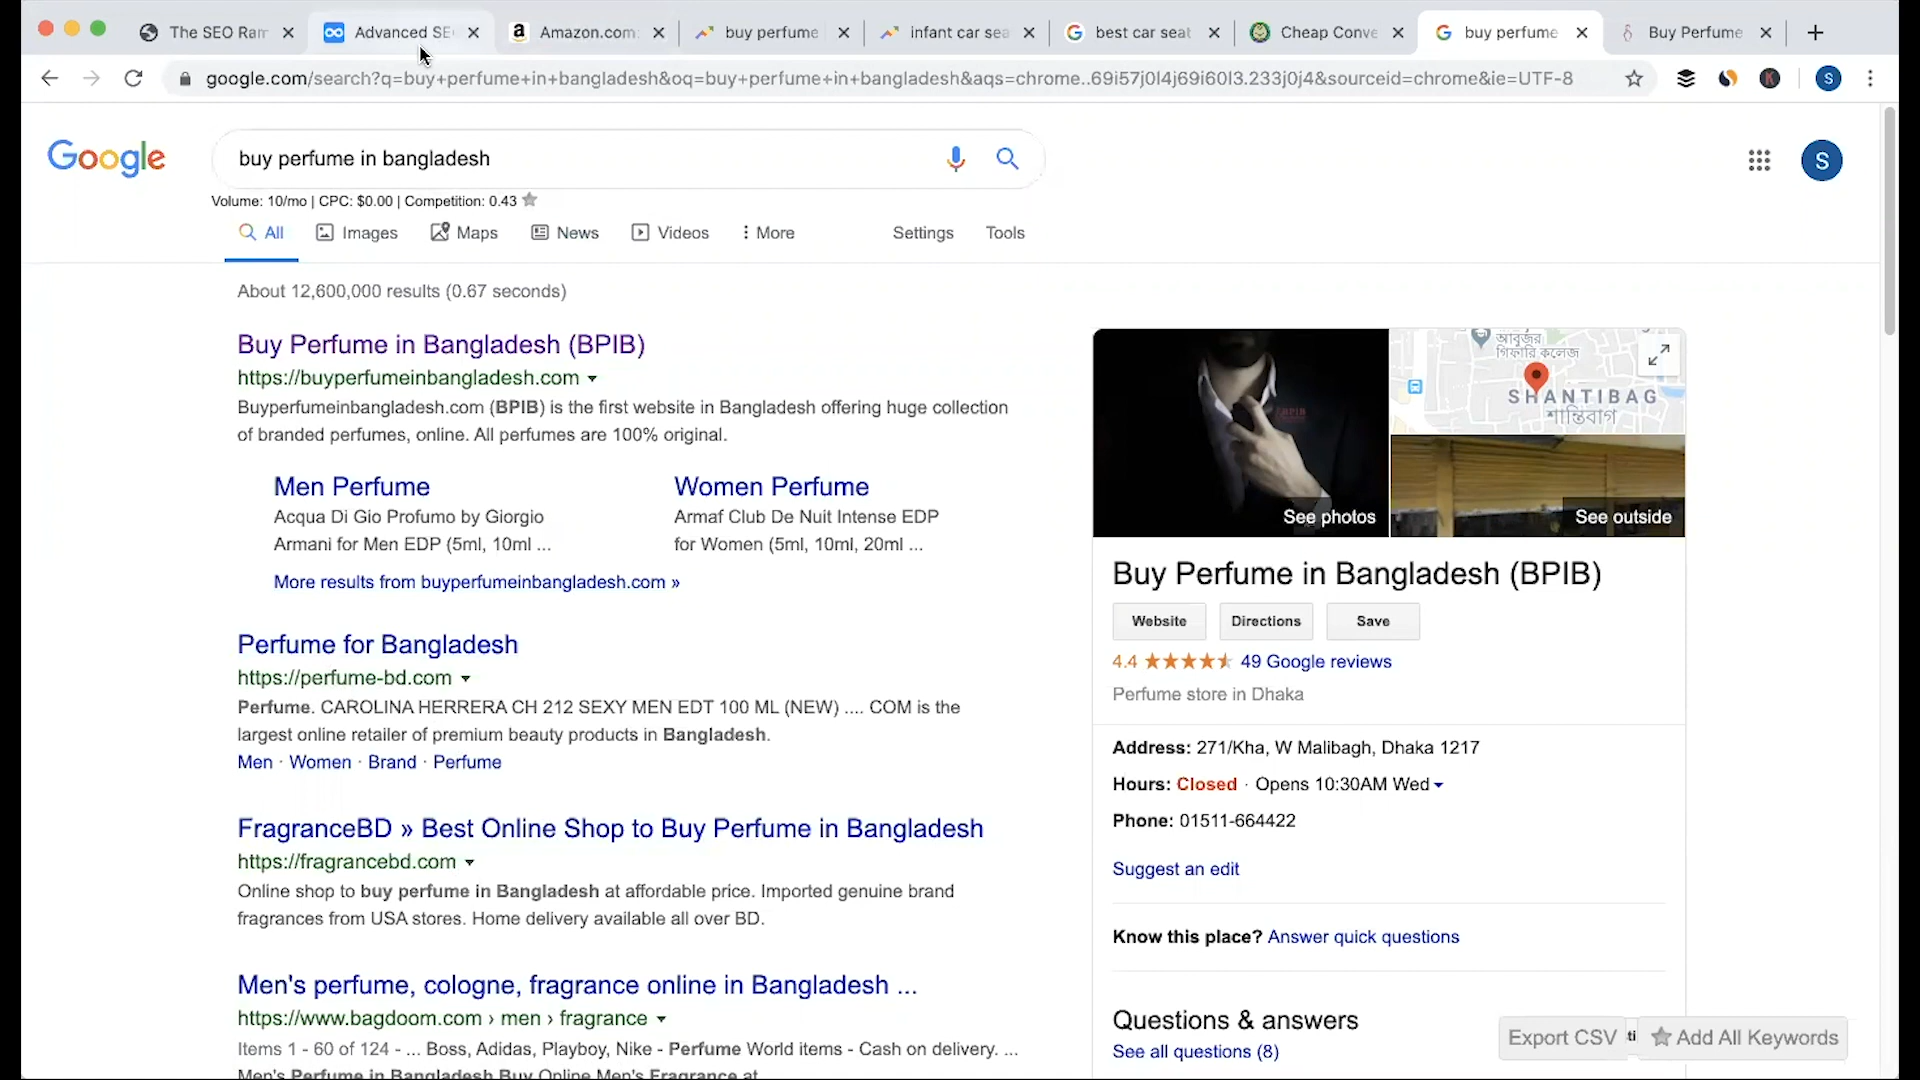 The SEO Ram
Advanced SE
Amazon.com:
buy perfume
infant car sea
best car seat
Cheap Conve
buy perfume
Buy Perfume
google.com/search?q=buy+perfume+in+bangladesh&oq=buy+perfume+in+bangladesh&aqs=chrome..69i57j0l4j69i60l3.233j0j4&sourceid=chrome&ie=UTF-8
S
Google
buy perfume in bangladesh
S
Volume: 10/mo | CPC: $0.00 | Competition: 0.43
All Images Maps News Videos More Settings Tools
About 12,600,000 results (0.67 seconds)
Buy Perfume in Bangladesh (BPIB)
https://buyperfumeinbangladesh.com
Buyperfumeinbangladesh.com (BPIB) is the first website in Bangladesh offering huge collection
of branded perfumes, online. All perfumes are 100% original.
Men Perfume
Acqua Di Gio Profumo by Giorgio
Armani for Men EDP (5ml, 10ml ...
Women Perfume
Armaf Club De Nuit Intense EDP
for Women (5ml, 10ml, 20ml ...
More results from buyperfumeinbangladesh.com »
Perfume for Bangladesh
https://perfume-bd.com
Perfume. CAROLINA HERRERA CH 212 SEXY MEN EDT 100 ML (NEW) .... COM is the
largest online retailer of premium beauty products in Bangladesh.
Men · Women · Brand · Perfume
FragranceBD » Best Online Shop to Buy Perfume in Bangladesh
https://fragrancebd.com
Online shop to buy perfume in Bangladesh at affordable price. Imported genuine brand
fragrances from USA stores. Home delivery available all over BD.
Men's perfume, cologne, fragrance online in Bangladesh ...
https://www.bagdoom.com › men › fragrance
Items 1 - 60 of 124 - ... Boss, Adidas, Playboy, Nike - Perfume World items - Cash on delivery. ...
Men's Perfume in Bangladesh Buy Online Men's Fragrance at
BPIB
See photos
আবুজর
গিফারি কলেজ
SHANTIBAG
শান্তিবাগ
See outside
Buy Perfume in Bangladesh (BPIB)
Website Directions Save
4.4 49 Google reviews
Perfume store in Dhaka
Address: 271/Kha, W Malibagh, Dhaka 1217
Hours: Closed · Opens 10:30AM Wed
Phone: 01511-664422
Suggest an edit
Know this place? Answer quick questions
Questions & answers
See all questions (8)
Export CSV
Add All Keywords